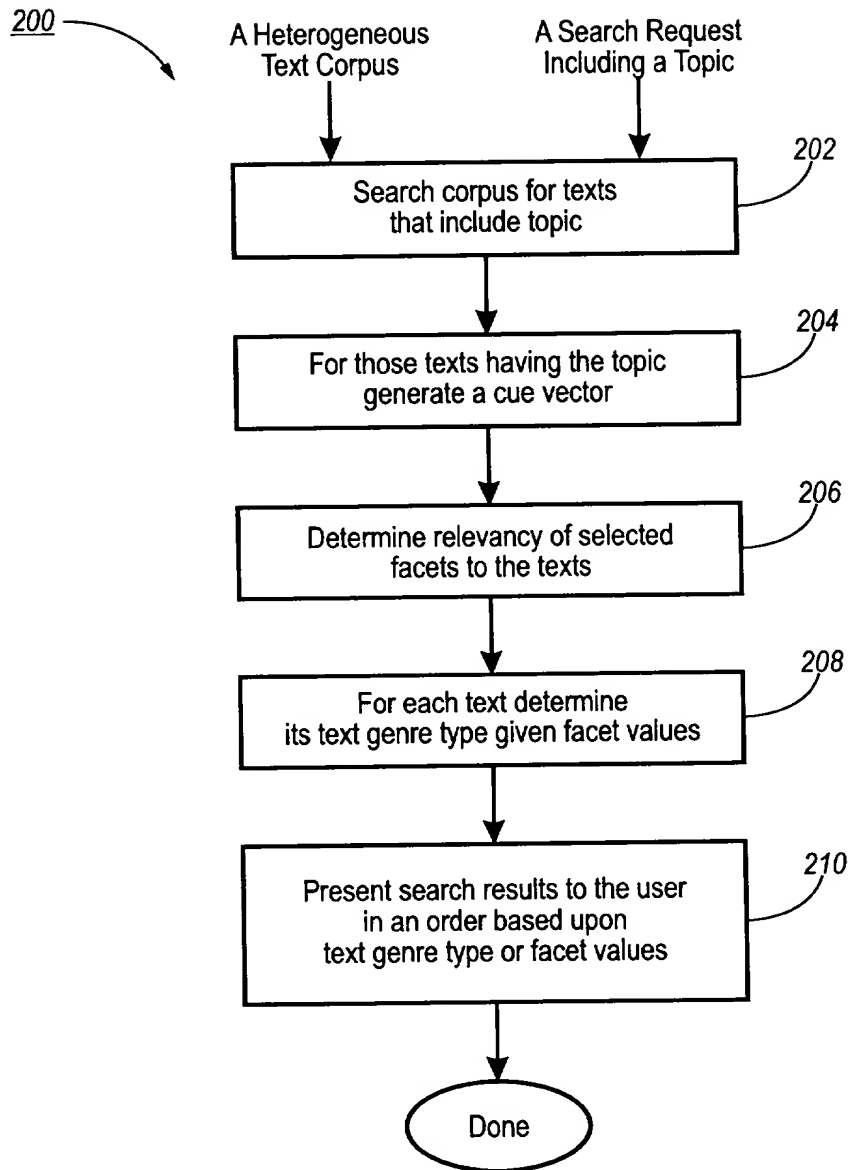 200
A Heterogeneous
Text Corpus
A Search Request
Including a Topic
202
Search corpus for texts
that include topic
204
For those texts having the topic
generate a cue vector
206
Determine relevancy of selected
facets to the texts
208
For each text determine
its text genre type given facet values
210
Present search results to the user
in an order based upon
text genre type or facet values
Done